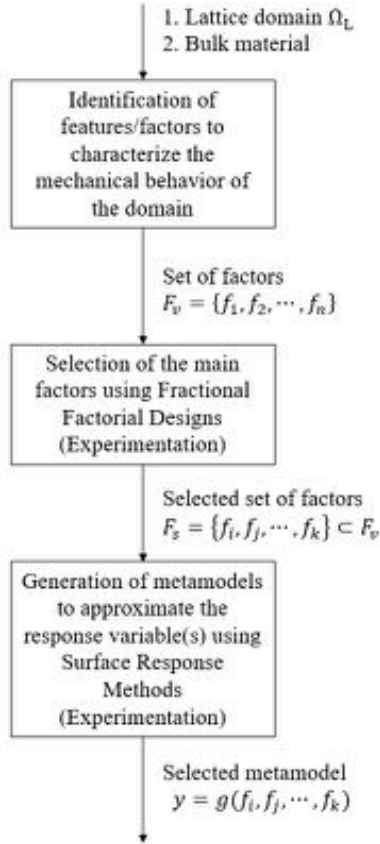 1. Lattice domain Ω_L
2. Bulk material
Identification of
features/factors to
characterize the
mechanical behavior of
the domain
Set of factors
F_v = {f_1, f_2, ⋯, f_n}
Selection of the main
factors using Fractional
Factorial Designs
(Experimentation)
Selected set of factors
F_s = {f_i, f_j, ⋯, f_k} ⊂ F_v
Generation of metamodels
to approximate the
response variable(s) using
Surface Response
Methods
(Experimentation)
Selected metamodel
y = g(f_i, f_j, ⋯, f_k)